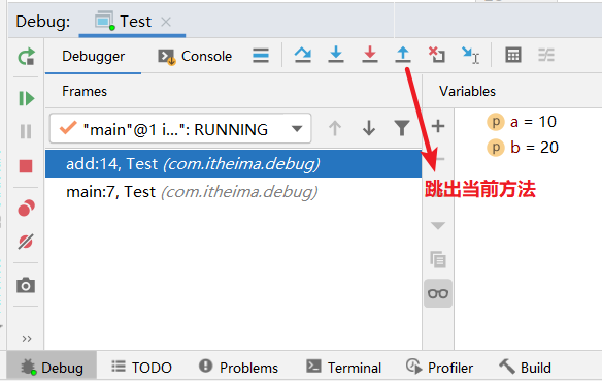 Debug: Test
Debugger Console
Frames Variables
"main"@1 i...": RUNNING
p a = 10
p b = 20
add:14, Test (com.itheima.debug)
main:7, Test (com.itheima.debug)
跳出当前方法
Debug TODO Problems Terminal Profiler Build